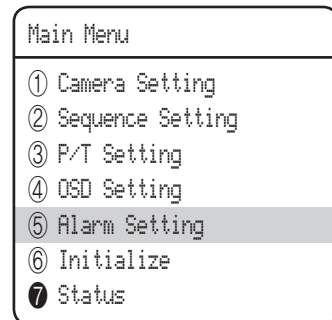 Main Menu
① Camera Setting
② Sequence Setting
③ P/T Setting
④ OSD Setting
⑤ Alarm Setting
⑥ Initialize
❼ Status